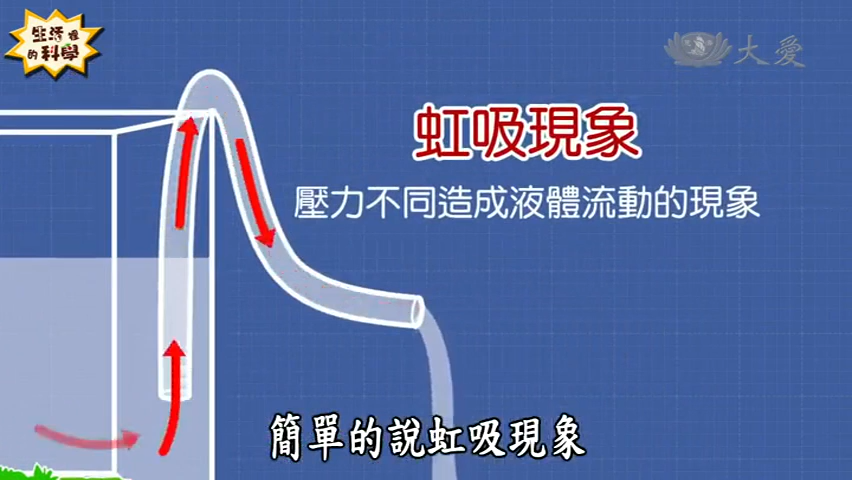 生活裡
的科學
大愛
虹吸現象
壓力不同造成液體流動的現象
簡單的說虹吸現象